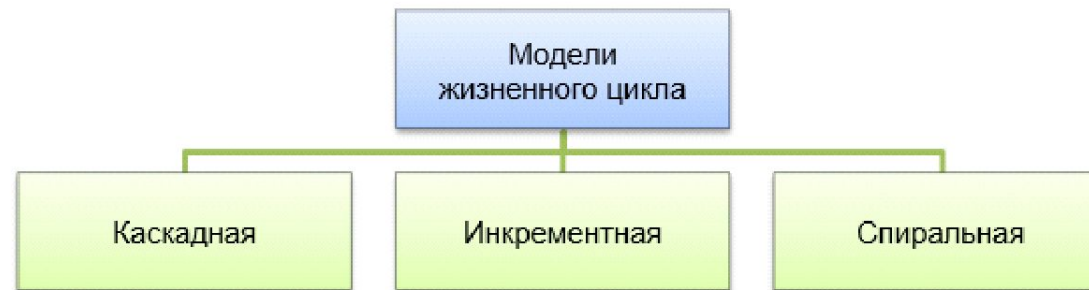 Модели
жизненного цикла
Каскадная
Инкрементная
Спиральная